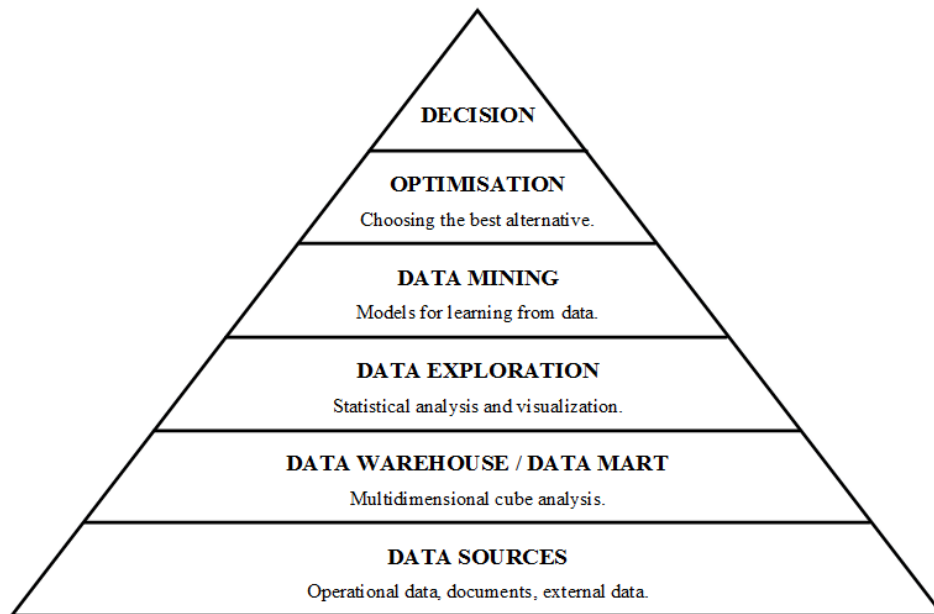 DECISION
OPTIMISATION
Choosing the best alternative.
DATA MINING
Models for learning from data.
DATA EXPLORATION
Statistical analysis and visualization.
DATA WAREHOUSE / DATA MART
Multidimensional cube analysis.
DATA SOURCES
Operational data, documents, external data.